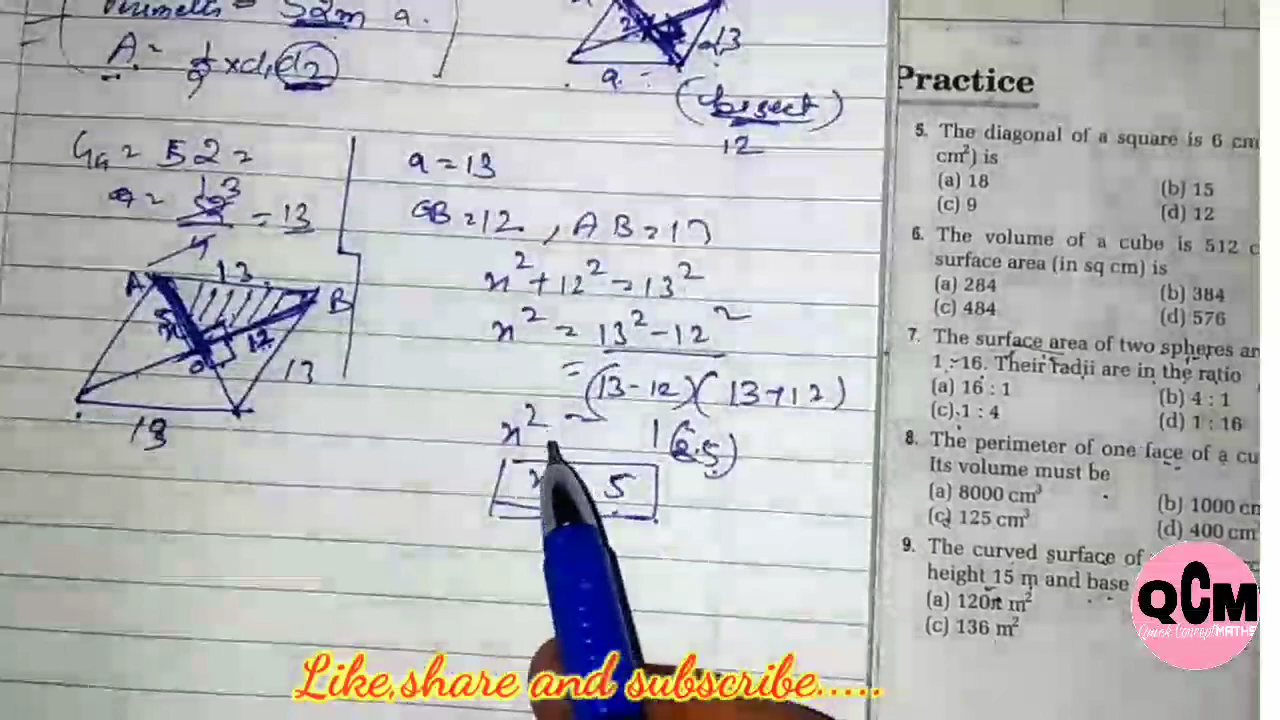 Perimeter = 52m a.
A = ½ × d₁ d₂
13
a =
(bisect)
12
4a = 52 =
a = = 13
13
A
B
x
12
O
13
13
a = 13
OB = 12 , AB = 13
x² + 12² = 13²
x² = 13² - 12²
= (13-12)(13+12)
x² = 1(25)
5
Practice
5. The diagonal of a square is 6 cm
cm²) is
(a) 18
(b) 15
(c) 9
(d) 12
6. The volume of a cube is 512 c
surface area (in sq cm) is
(a) 284
(b) 384
(c) 484
(d) 576
7. The surface area of two spheres ar
1 : 16. Their radii are in the ratio
(a) 16 : 1
(b) 4 : 1
(c) 1 : 4
(d) 1 : 16
8. The perimeter of one face of a cu
Its volume must be
(a) 8000 cm³
(b) 1000 cm
(c) 125 cm³
(d) 400 cm
9. The curved surface of
height 15 m and base
(a) 120π m²
(c) 136 m²
QCM
Quick Concept MATHS
Like,share and subscribe.....